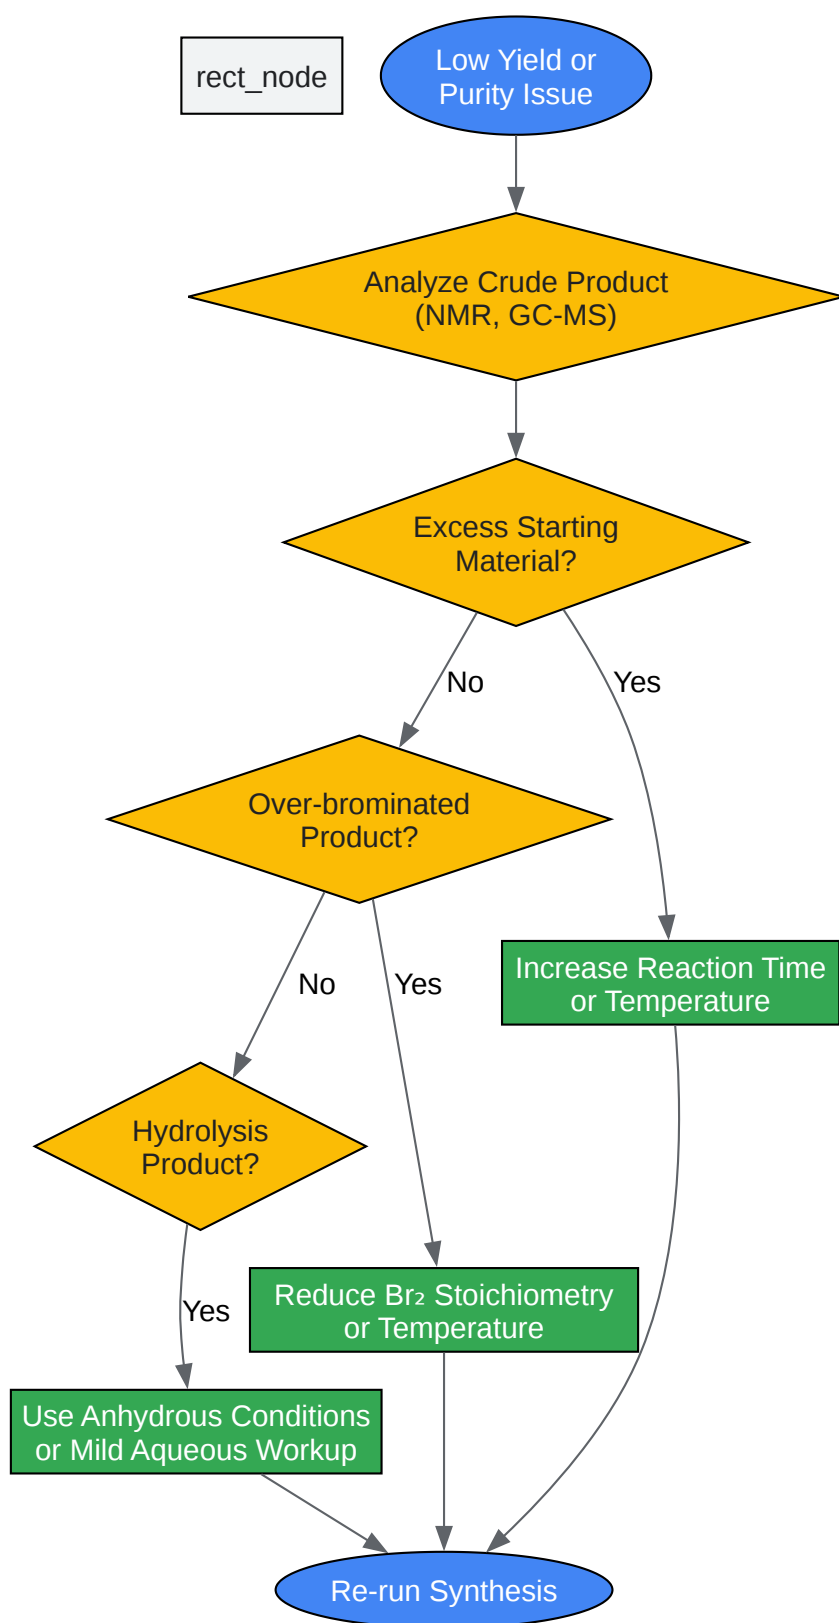 rect_node
Low Yield or
Purity Issue
Analyze Crude Product
(NMR, GC-MS)
Excess Starting
Material?
No
Yes
Over-brominated
Product?
Increase Reaction Time
or Temperature
No
Yes
Hydrolysis
Product?
Reduce Br₂ Stoichiometry
or Temperature
Yes
Use Anhydrous Conditions
or Mild Aqueous Workup
Re-run Synthesis